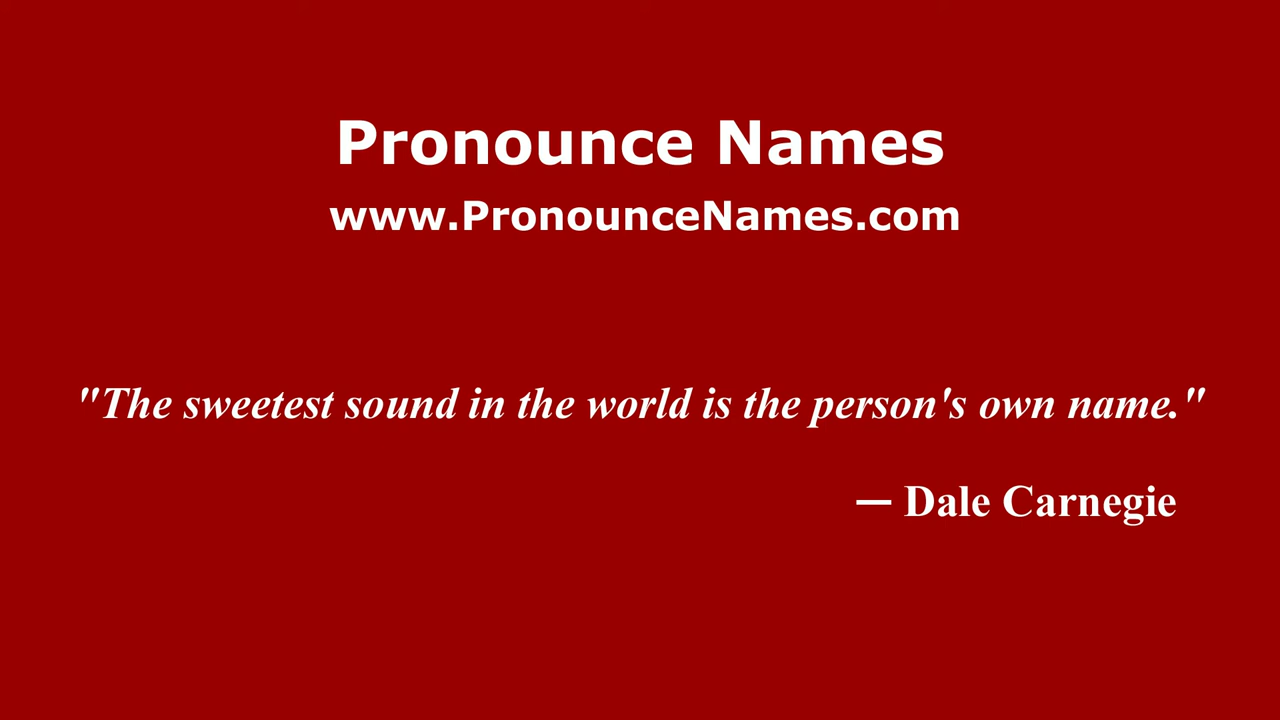 Pronounce Names
www.PronounceNames.com
"The sweetest sound in the world is the person's own name."
— Dale Carnegie